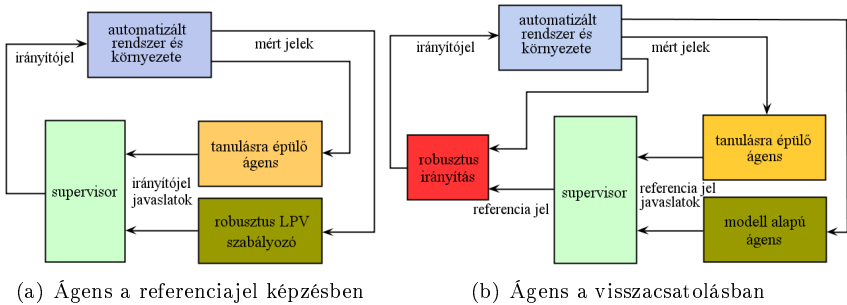 automatizált
rendszer és
környezete
irányítójel
mért jelek
tanulásra épülő
ágens
supervisor
irányítójel
javaslatok
robusztus LPV
szabályozó
(a) Ágens a referenciajel képzésben
automatizált
rendszer és
környezete
irányítójel
mért jelek
tanulásra épülő
ágens
robusztus
irányítás
supervisor
referencia jel
javaslatok
referencia jel
modell alapú
ágens
(b) Ágens a visszacsatolásban